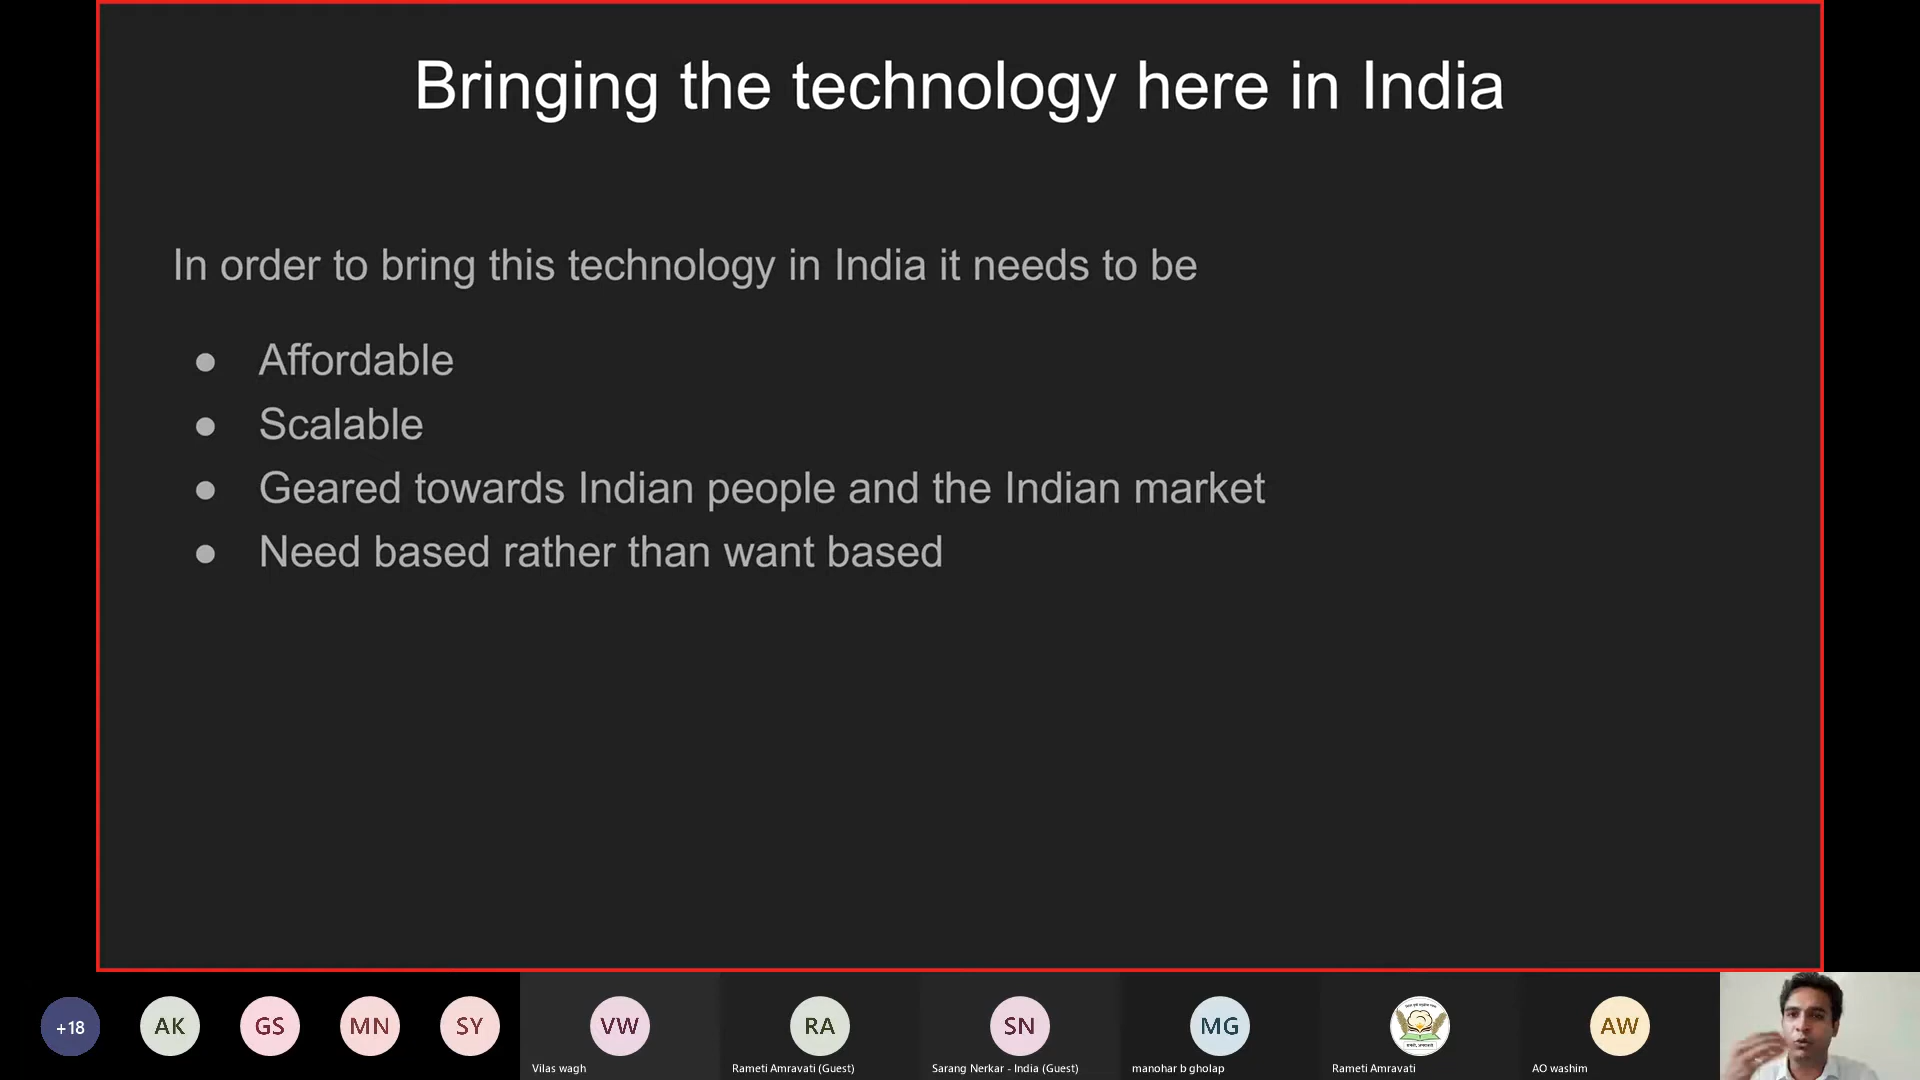 Bringing the technology here in India
In order to bring this technology in India it needs to be
● Affordable
● Scalable
● Geared towards Indian people and the Indian market
● Need based rather than want based
+18
AK
GS
MN
SY
VW
RA
SN
MG
AW
Vilas wagh
Rameti Amravati (Guest)
Sarang Nerkar - India (Guest)
manohar b gholap
Rameti Amravati
AO washim